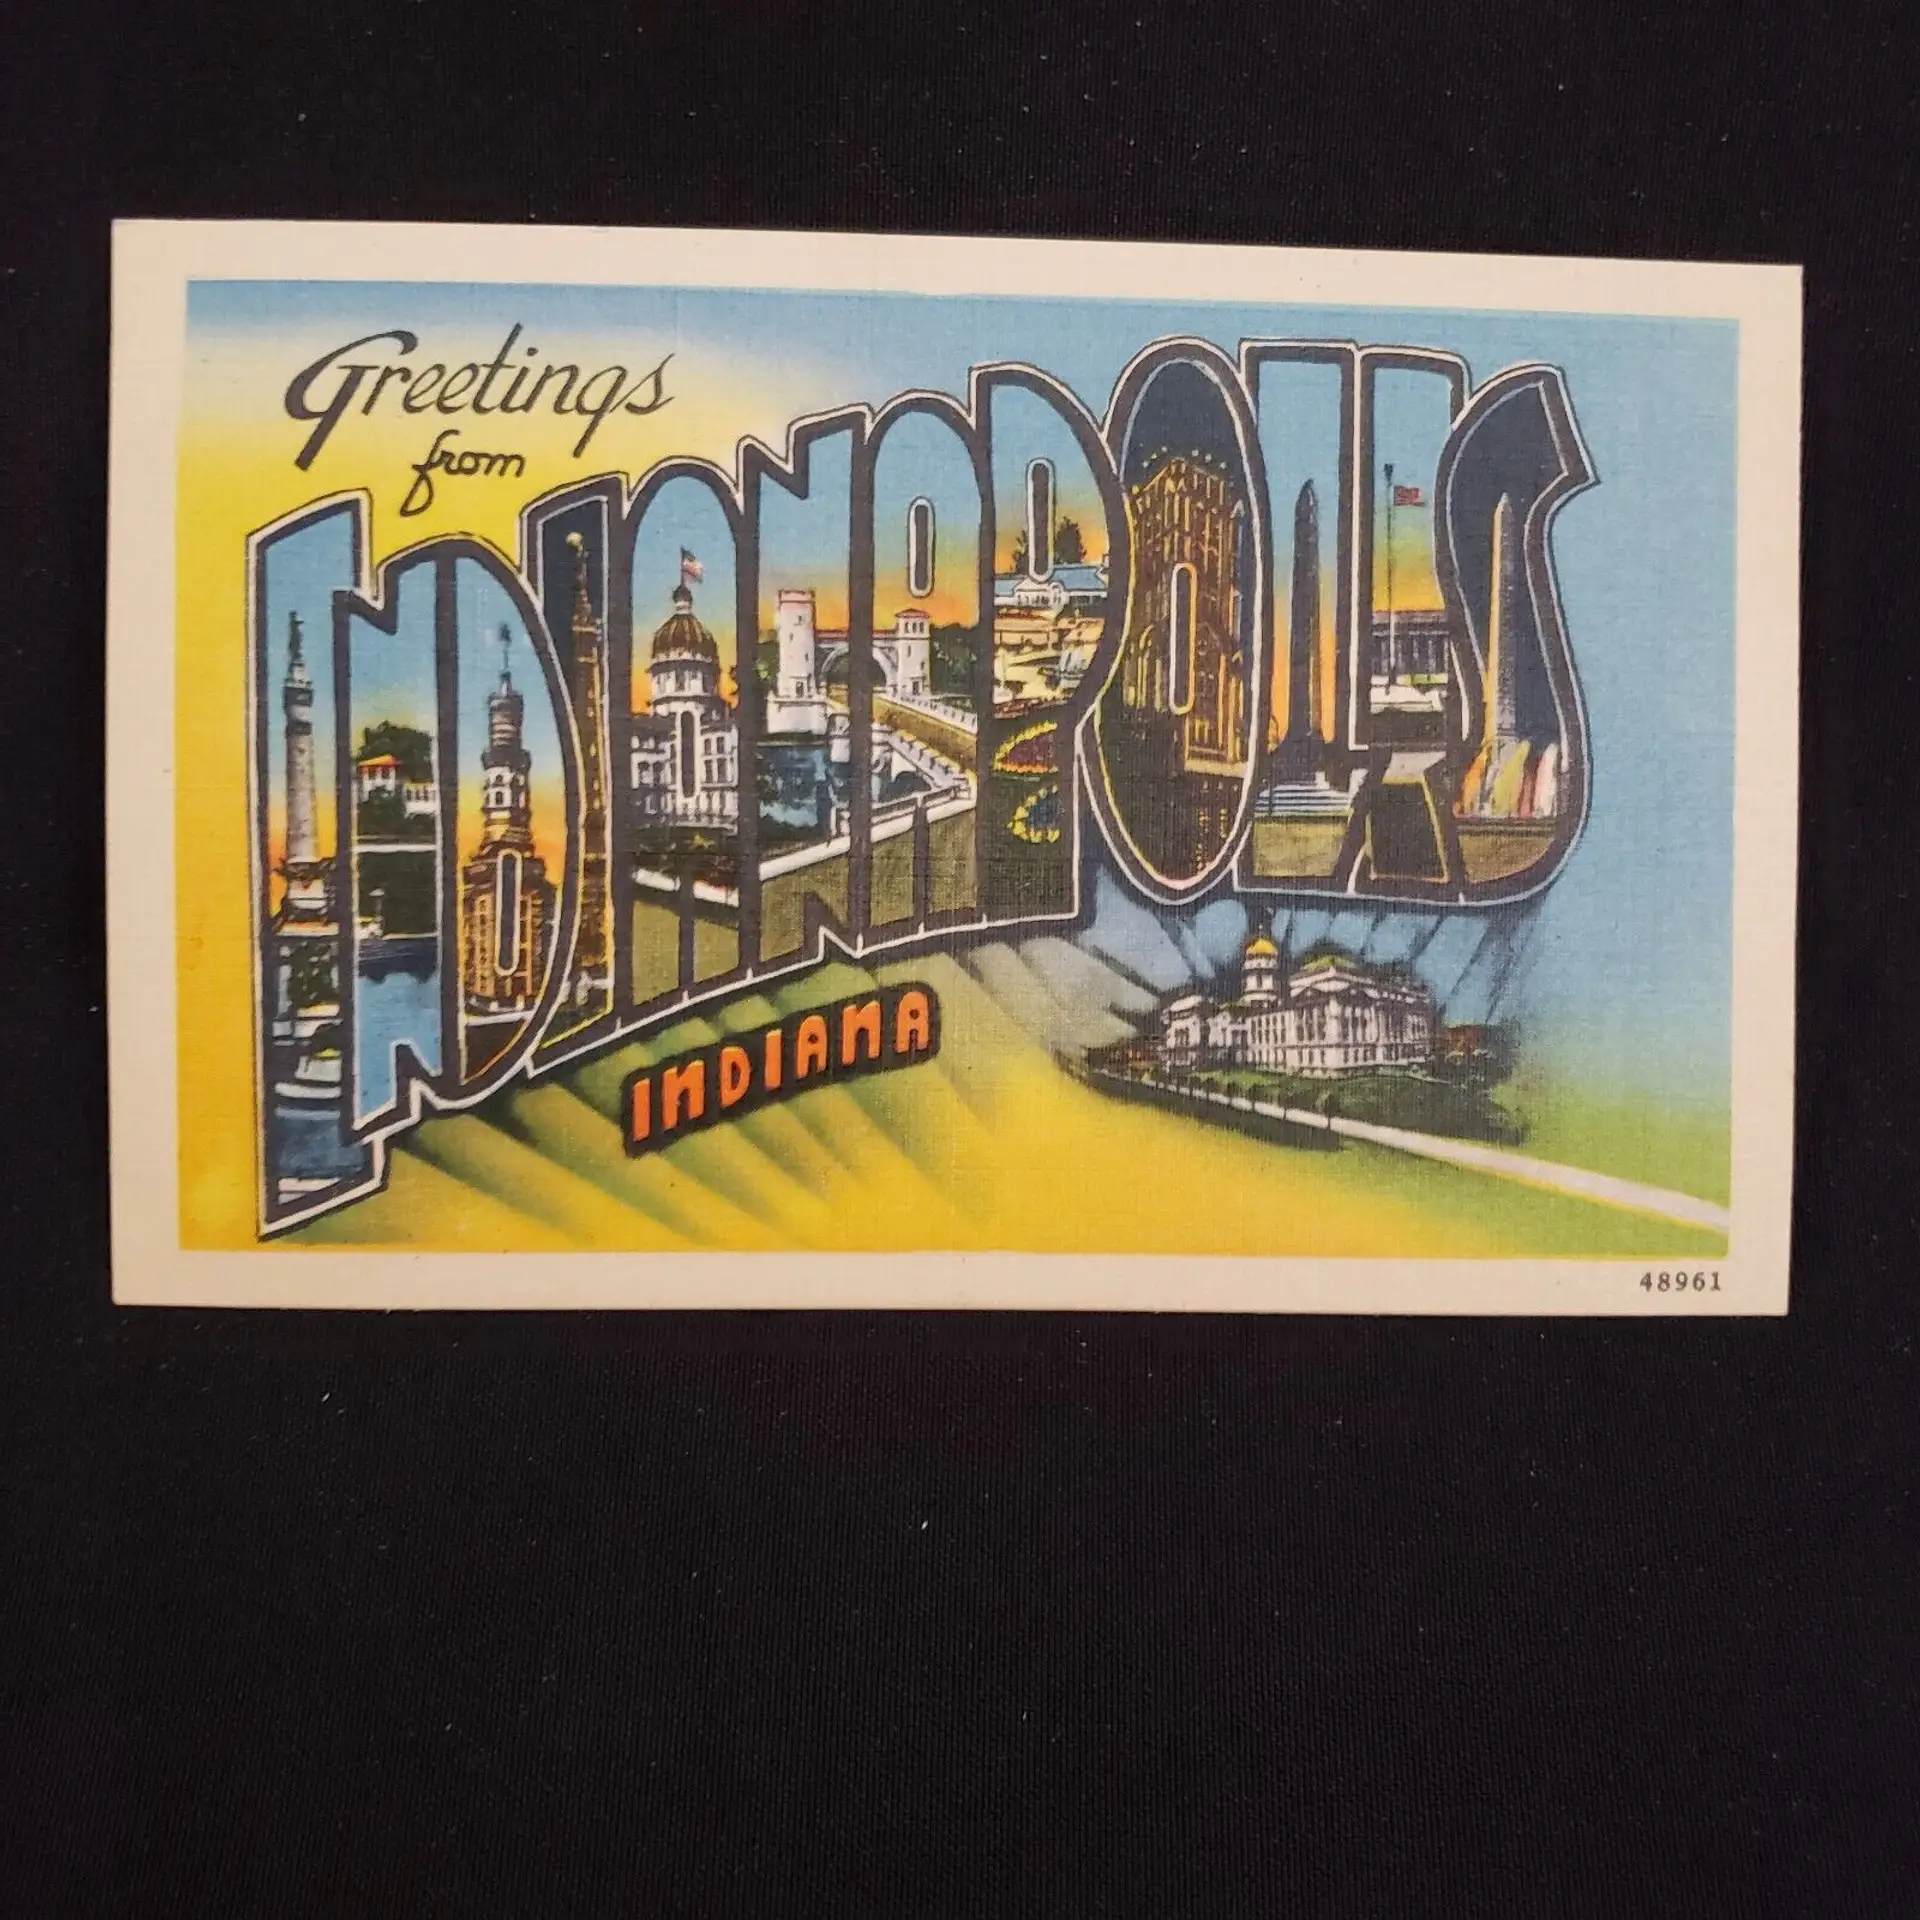 Greetings
from
INDIANAPOLIS
INDIANA
48961